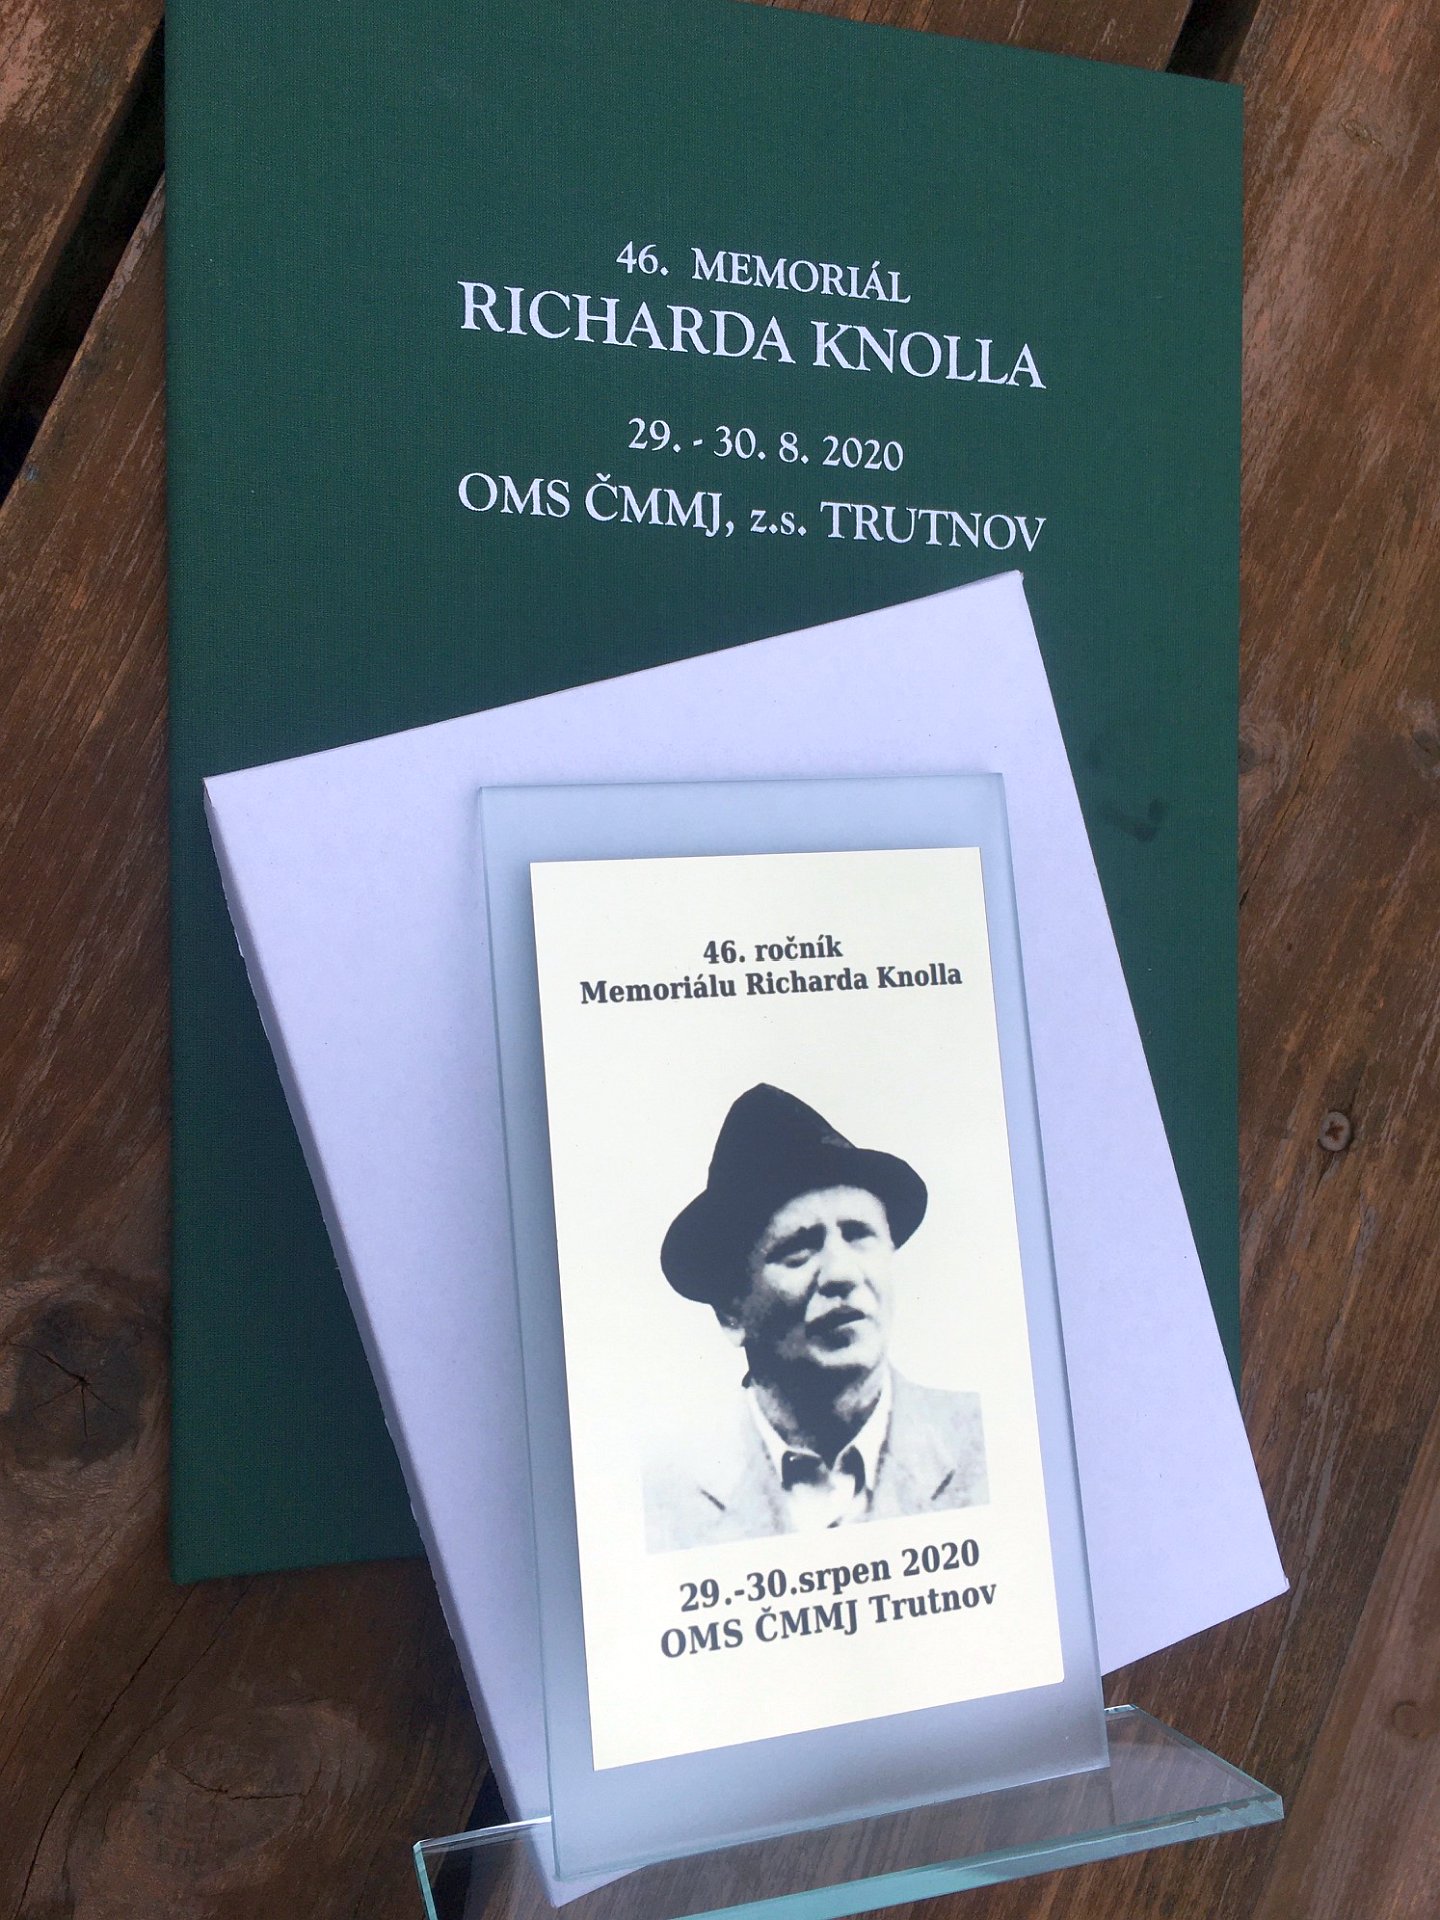 46. MEMORIÁL
RICHARDA KNOLLA
29. - 30. 8. 2020
OMS ČMMJ, z.s. TRUTNOV
46. ročník
Memoriálu Richarda Knolla
29.-30.srpen 2020
OMS ČMMJ Trutnov